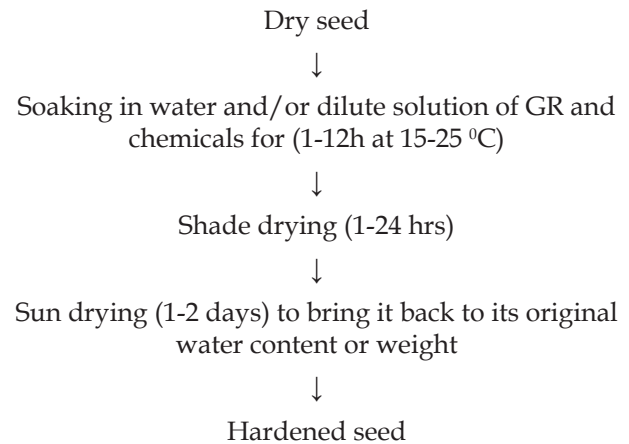 Dry seed
↓
Soaking in water and/or dilute solution of GR and
chemicals for (1-12h at 15-25 ⁰C)
↓
Shade drying (1-24 hrs)
↓
Sun drying (1-2 days) to bring it back to its original
water content or weight
↓
Hardened seed